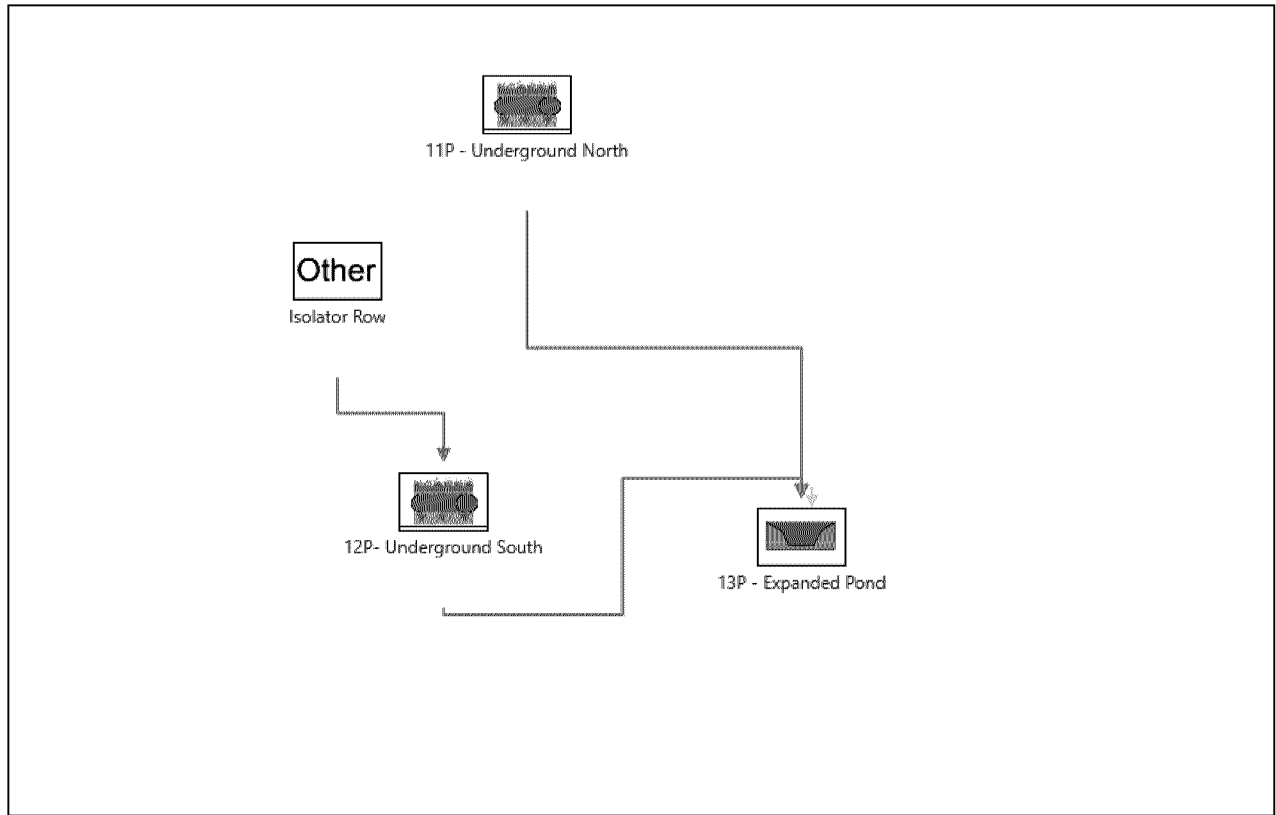 11P - Underground North
Other
Isolator Row
12P- Underground South
13P - Expanded Pond